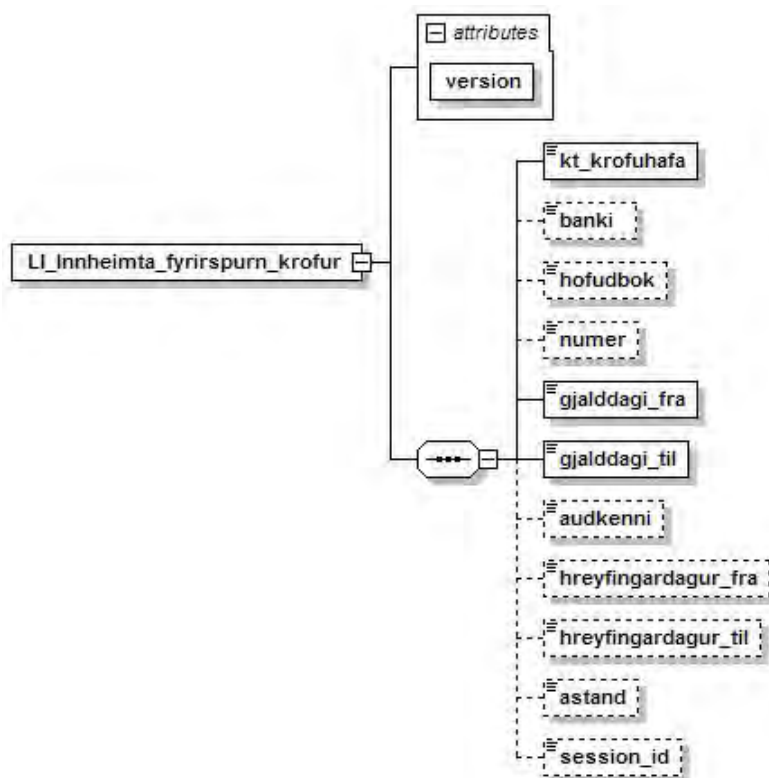 attributes
version
LI_Innheimta_fyrirspurn_krofur
kt_krofuhafa
banki
hofudbok
numer
gjalddagi_fra
gjalddagi_til
audkenni
hreyfingardagur_fra
hreyfingardagur_til
astand
session_id